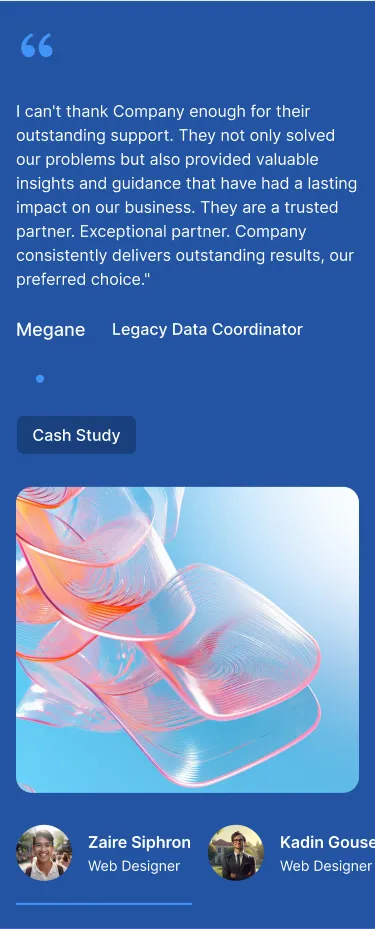 “
I can't thank Company enough for their
outstanding support. They not only solved
our problems but also provided valuable
insights and guidance that have had a lasting
impact on our business. They are a trusted
partner. Exceptional partner. Company
consistently delivers outstanding results, our
preferred choice."
Megane Legacy Data Coordinator
Cash Study
Zaire Siphron Kadin Gouse
Web Designer Web Designer